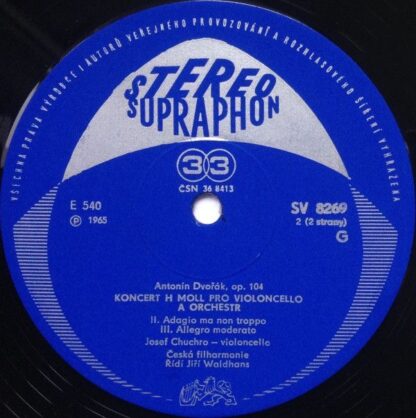 VŠECHNA PRÁVA VÝROBCE I AUTORŮ VEŘEJNÉHO PROVOZOVÁNÍ A ROZHLASOVÉHO ŠÍŘENÍ VYHRAZENA
STEREO
SUPRAPHON
33
ČSN 36 8413
E 540
SV 8269
Ⓟ 1965
2 (2 strany)
G
Antonín Dvořák, op. 104
KONCERT H MOLL PRO VIOLONCELLO
A ORCHESTR
II. Adagio ma non troppo
III. Allegro moderato
Josef Chuchro – violoncello
Česká filharmonie
Řídí Jiří Waldhans